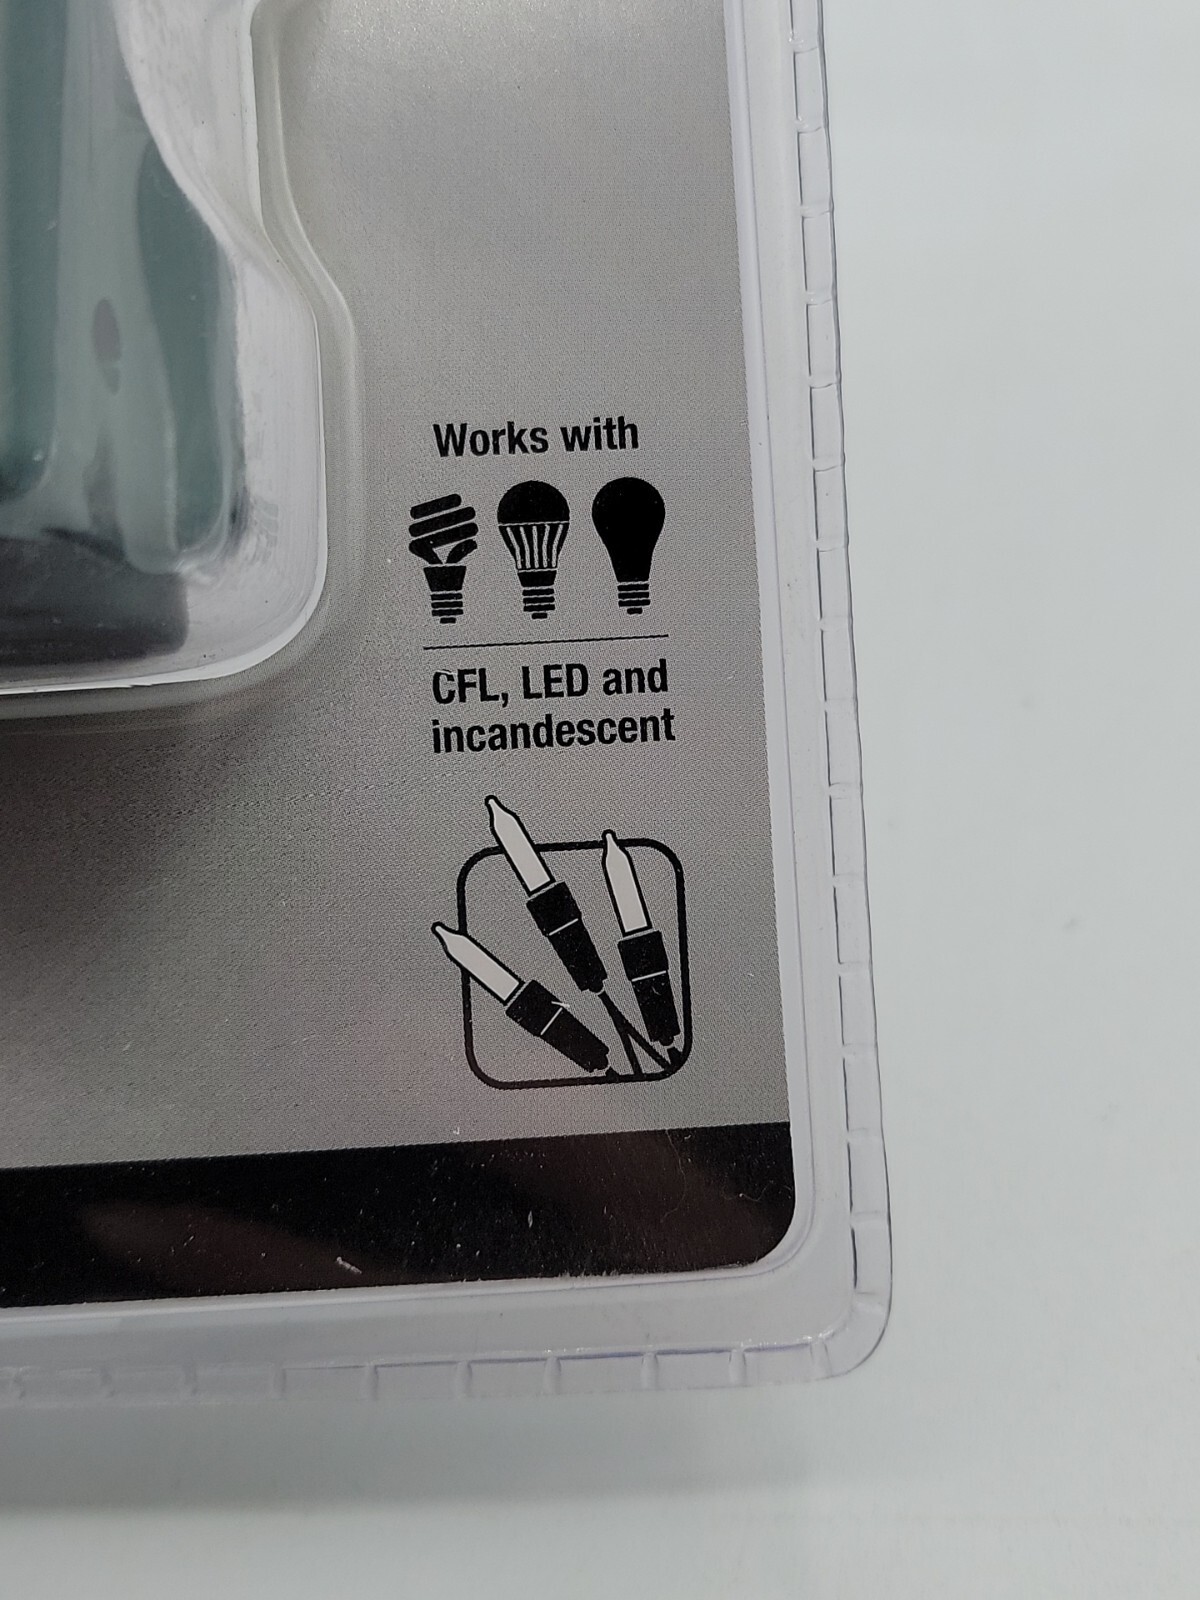 Works with
CFL, LED and
incandescent